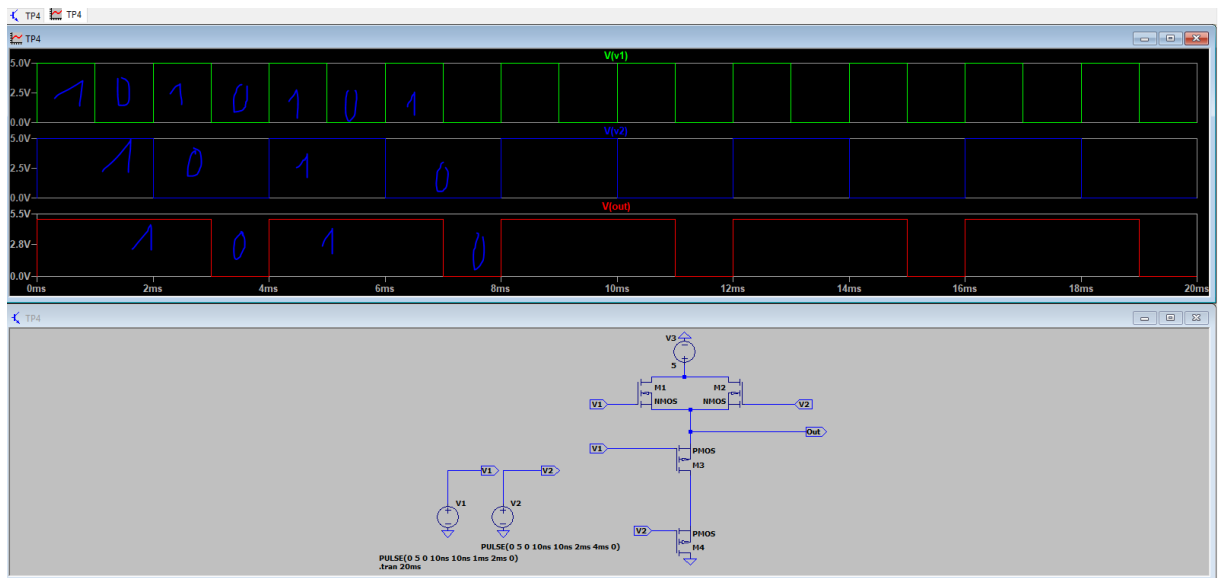 TP4 TP4
TP4
V(v1)
5.0V
2.5V
0.0V
1 0 1 0 1 0 1
V(v2)
5.0V
2.5V
0.0V
1 0 1 0
V(out)
5.5V
2.8V
0.0V
1 0 1 0
0ms 2ms 4ms 6ms 8ms 10ms 12ms 14ms 16ms 18ms 20ms
TP4
V3
5
M1 M2
V1 NMOS NMOS V2
Out
V1 PMOS
M3
V1 V2
V1 V2
V2 PMOS
M4
PULSE(0 5 0 10ns 10ns 2ms 4ms 0)
PULSE(0 5 0 10ns 10ns 1ms 2ms 0)
.tran 20ms